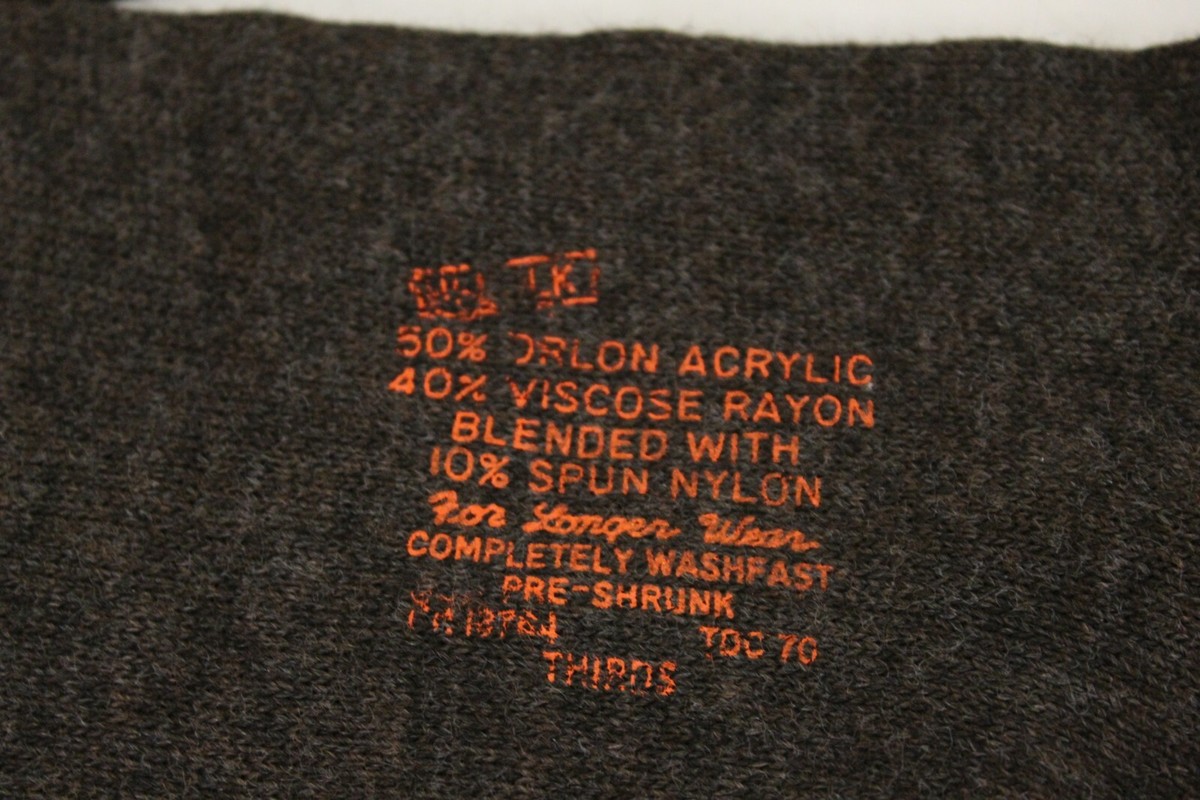 50% ORLON ACRYLIC
40% VISCOSE RAYON
BLENDED WITH
10% SPUN NYLON
For Longer Wear
COMPLETELY WASHFAST
PRE-SHRUNK
TDC 70
THIRDS